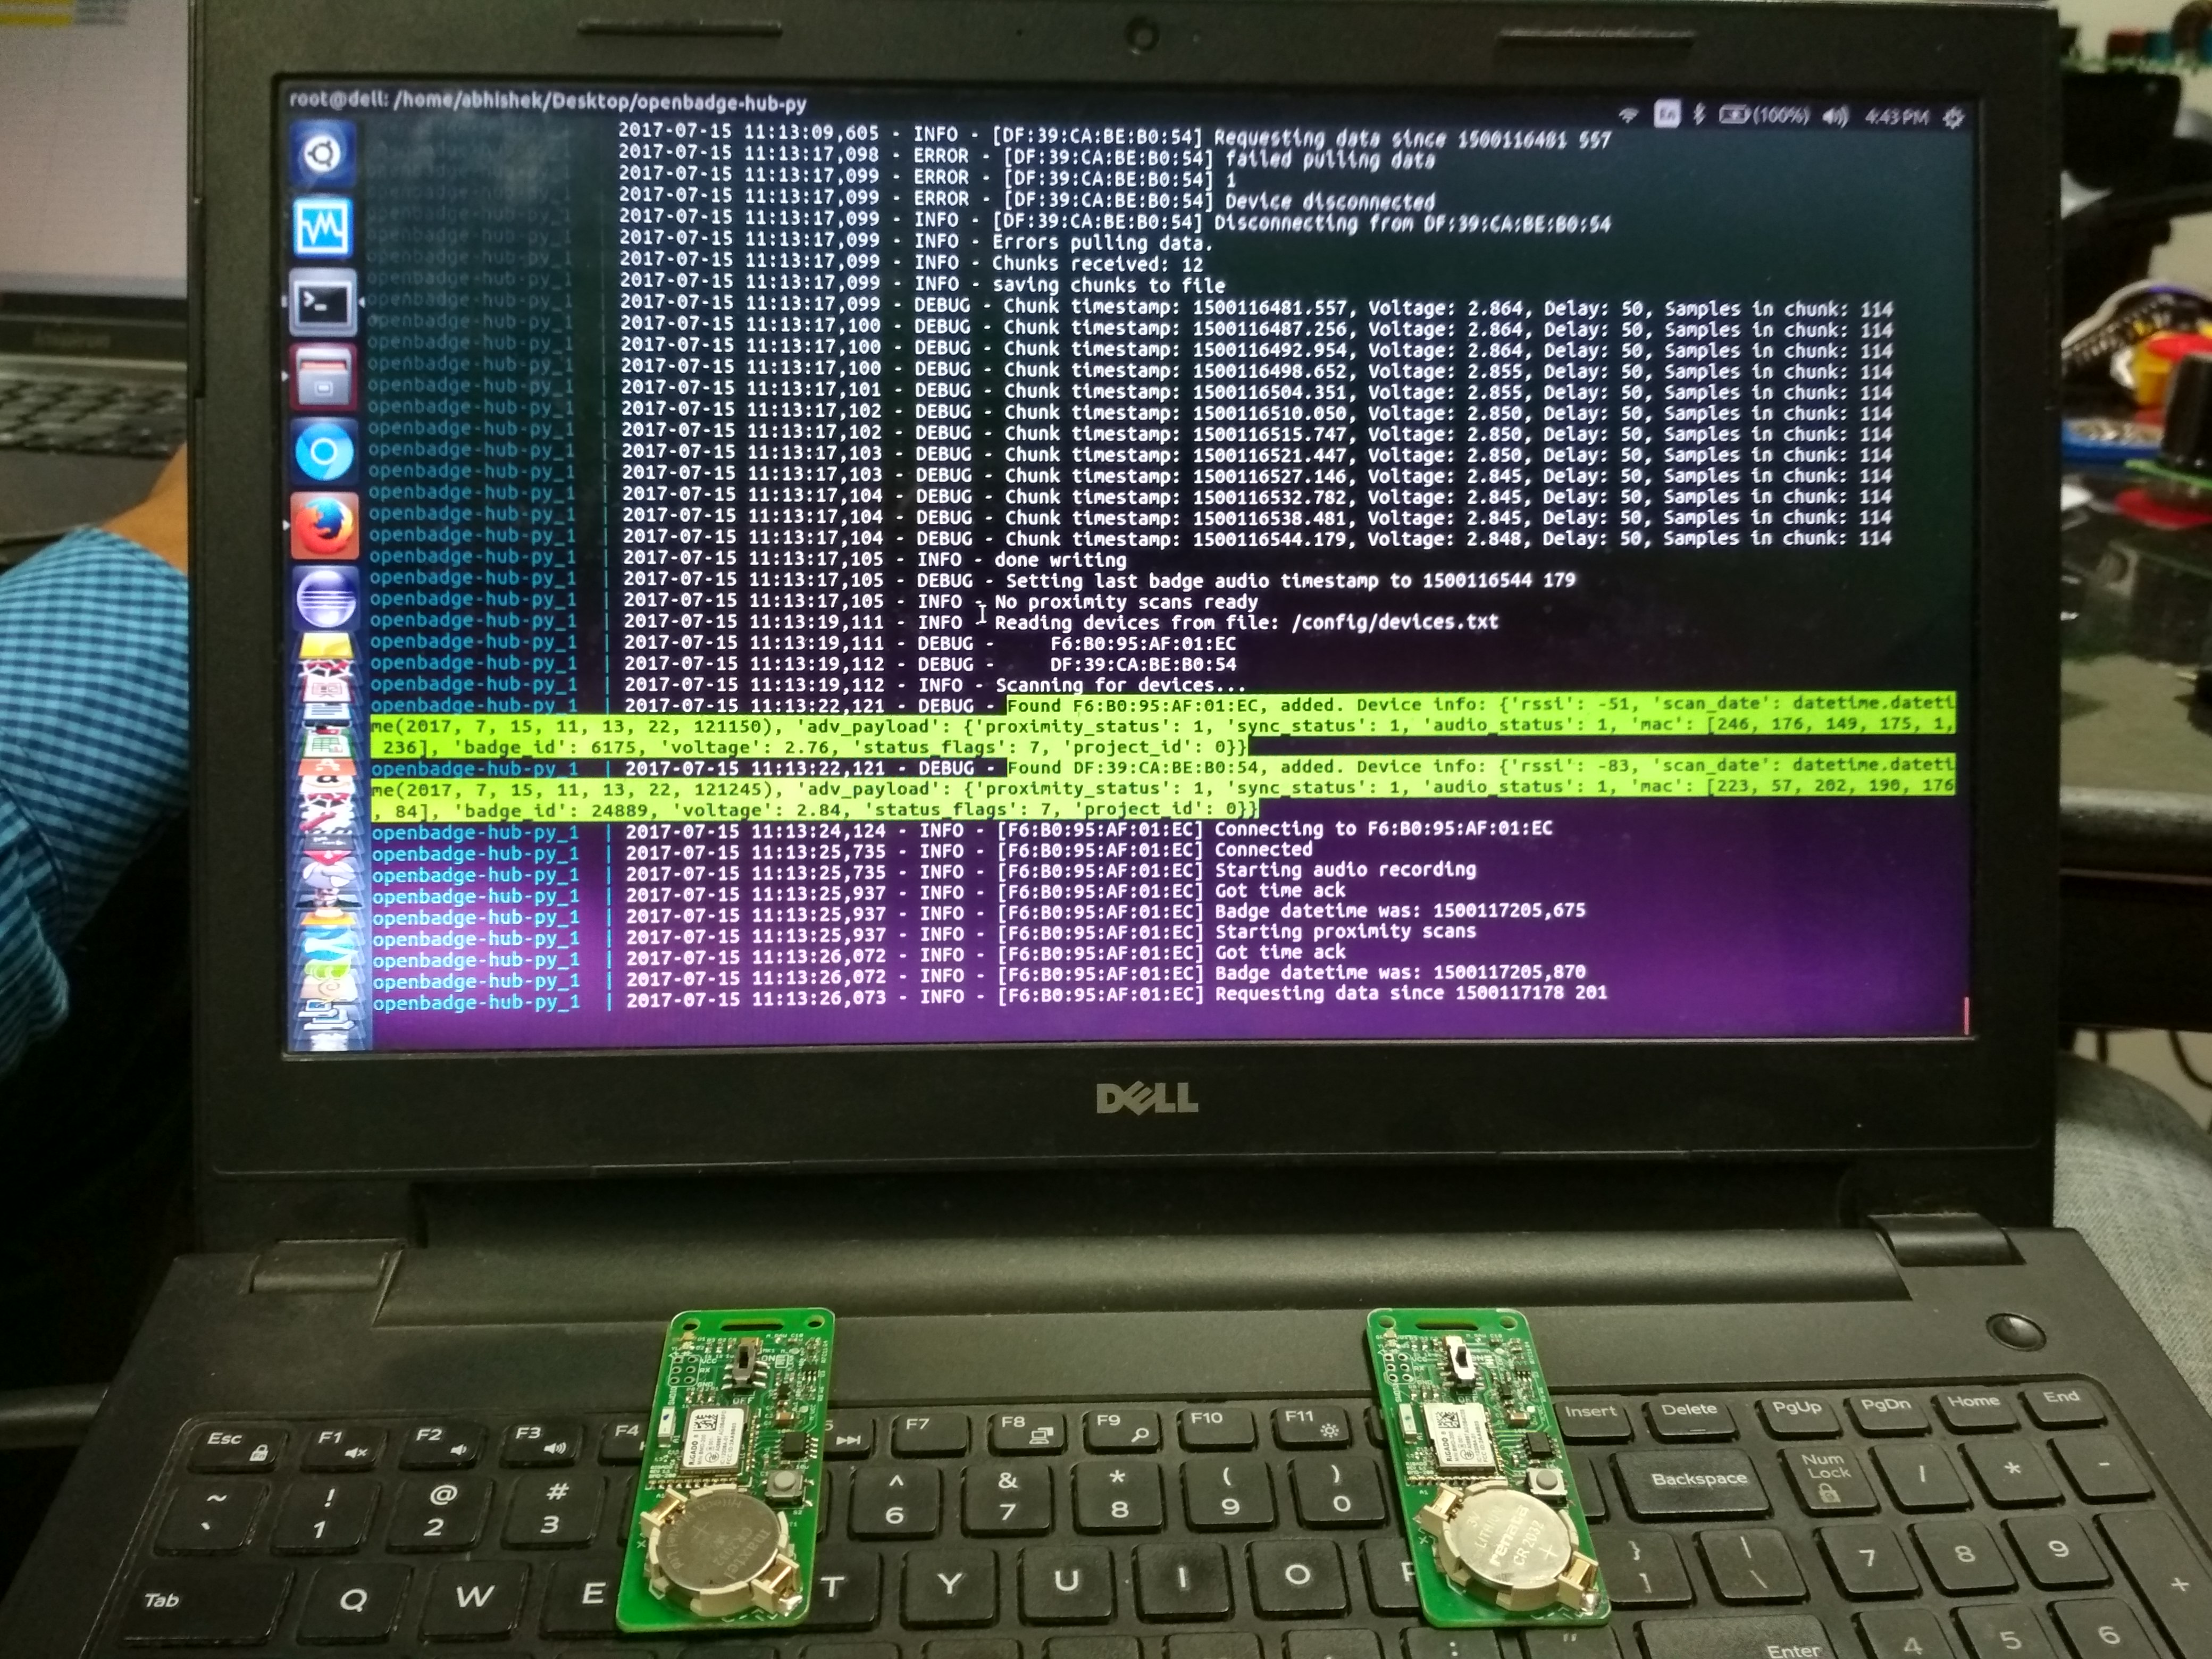 root@dell: /home/abhishek/Desktop/openbadge-hub-py
En (100%) 4:43 PM
2017-07-15 11:13:09,605 - INFO - [DF:39:CA:BE:B0:54] Requesting data since 1500116481 557
2017-07-15 11:13:17,098 - ERROR - [DF:39:CA:BE:B0:54] failed pulling data
openbadge-hub-py_1 2017-07-15 11:13:17,099 - ERROR - [DF:39:CA:BE:B0:54] 1
openbadge-hub-py_1 2017-07-15 11:13:17,099 - ERROR - [DF:39:CA:BE:B0:54] Device disconnected
openbadge-hub-py_1 2017-07-15 11:13:17,099 - INFO - [DF:39:CA:BE:B0:54] Disconnecting from DF:39:CA:BE:B0:54
openbadge-hub-py_1 | 2017-07-15 11:13:17,099 - INFO - Errors pulling data.
openbadge-hub-py_1 | 2017-07-15 11:13:17,099 - INFO - Chunks received: 12
openbadge-hub-py_1 | 2017-07-15 11:13:17,099 - INFO - saving chunks to file
openbadge-hub-py_1 | 2017-07-15 11:13:17,099 - DEBUG - Chunk timestamp: 1500116481.557, Voltage: 2.864, Delay: 50, Samples in chunk: 114
openbadge-hub-py_1 | 2017-07-15 11:13:17,100 - DEBUG - Chunk timestamp: 1500116487.256, Voltage: 2.864, Delay: 50, Samples in chunk: 114
openbadge-hub-py_1 | 2017-07-15 11:13:17,100 - DEBUG - Chunk timestamp: 1500116492.954, Voltage: 2.864, Delay: 50, Samples in chunk: 114
openbadge-hub-py_1 | 2017-07-15 11:13:17,100 - DEBUG - Chunk timestamp: 1500116498.652, Voltage: 2.855, Delay: 50, Samples in chunk: 114
openbadge-hub-py_1 | 2017-07-15 11:13:17,101 - DEBUG - Chunk timestamp: 1500116504.351, Voltage: 2.855, Delay: 50, Samples in chunk: 114
openbadge-hub-py_1 | 2017-07-15 11:13:17,102 - DEBUG - Chunk timestamp: 1500116510.050, Voltage: 2.850, Delay: 50, Samples in chunk: 114
openbadge-hub-py_1 | 2017-07-15 11:13:17,102 - DEBUG - Chunk timestamp: 1500116515.747, Voltage: 2.850, Delay: 50, Samples in chunk: 114
openbadge-hub-py_1 | 2017-07-15 11:13:17,103 - DEBUG - Chunk timestamp: 1500116521.447, Voltage: 2.850, Delay: 50, Samples in chunk: 114
openbadge-hub-py_1 | 2017-07-15 11:13:17,103 - DEBUG - Chunk timestamp: 1500116527.146, Voltage: 2.845, Delay: 50, Samples in chunk: 114
openbadge-hub-py_1 | 2017-07-15 11:13:17,104 - DEBUG - Chunk timestamp: 1500116532.782, Voltage: 2.845, Delay: 50, Samples in chunk: 114
openbadge-hub-py_1 | 2017-07-15 11:13:17,104 - DEBUG - Chunk timestamp: 1500116538.481, Voltage: 2.845, Delay: 50, Samples in chunk: 114
openbadge-hub-py_1 | 2017-07-15 11:13:17,104 - DEBUG - Chunk timestamp: 1500116544.179, Voltage: 2.848, Delay: 50, Samples in chunk: 114
openbadge-hub-py_1 | 2017-07-15 11:13:17,105 - INFO - done writing
openbadge-hub-py_1 | 2017-07-15 11:13:17,105 - DEBUG - Setting last badge audio timestamp to 1500116544 179
openbadge-hub-py_1 | 2017-07-15 11:13:17,105 - INFO - No proximity scans ready
openbadge-hub-py_1 | 2017-07-15 11:13:19,111 - INFO - Reading devices from file: /config/devices.txt
openbadge-hub-py_1 | 2017-07-15 11:13:19,111 - DEBUG - F6:B0:95:AF:01:EC
openbadge-hub-py_1 | 2017-07-15 11:13:19,112 - DEBUG - DF:39:CA:BE:B0:54
openbadge-hub-py_1 | 2017-07-15 11:13:19,112 - INFO - Scanning for devices...
openbadge-hub-py_1 | 2017-07-15 11:13:22,121 - DEBUG - Found F6:B0:95:AF:01:EC, added. Device info: {'rssi': -51, 'scan_date': datetime.dateti
me(2017, 7, 15, 11, 13, 22, 121150), 'adv_payload': {'proximity_status': 1, 'sync_status': 1, 'audio_status': 1, 'mac': [246, 176, 149, 175, 1,
236], 'badge_id': 6175, 'voltage': 2.76, 'status_flags': 7, 'project_id': 0}}
openbadge-hub-py_1 | 2017-07-15 11:13:22,121 - DEBUG - Found DF:39:CA:BE:B0:54, added. Device info: {'rssi': -83, 'scan_date': datetime.dateti
me(2017, 7, 15, 11, 13, 22, 121245), 'adv_payload': {'proximity_status': 1, 'sync_status': 1, 'audio_status': 1, 'mac': [223, 57, 202, 190, 176
, 84], 'badge_id': 24889, 'voltage': 2.84, 'status_flags': 7, 'project_id': 0}}
openbadge-hub-py_1 | 2017-07-15 11:13:24,124 - INFO - [F6:B0:95:AF:01:EC] Connecting to F6:B0:95:AF:01:EC
openbadge-hub-py_1 | 2017-07-15 11:13:25,735 - INFO - [F6:B0:95:AF:01:EC] Connected
openbadge-hub-py_1 | 2017-07-15 11:13:25,735 - INFO - [F6:B0:95:AF:01:EC] Starting audio recording
openbadge-hub-py_1 | 2017-07-15 11:13:25,937 - INFO - [F6:B0:95:AF:01:EC] Got time ack
openbadge-hub-py_1 | 2017-07-15 11:13:25,937 - INFO - [F6:B0:95:AF:01:EC] Badge datetime was: 1500117205,675
openbadge-hub-py_1 | 2017-07-15 11:13:25,937 - INFO - [F6:B0:95:AF:01:EC] Starting proximity scans
openbadge-hub-py_1 | 2017-07-15 11:13:26,072 - INFO - [F6:B0:95:AF:01:EC] Got time ack
openbadge-hub-py_1 | 2017-07-15 11:13:26,072 - INFO - [F6:B0:95:AF:01:EC] Badge datetime was: 1500117205,870
openbadge-hub-py_1 | 2017-07-15 11:13:26,073 - INFO - [F6:B0:95:AF:01:EC] Requesting data since 1500117178 201
DELL
VCC
RX
GND
OFF
RIGADO
maxell
VCC
RX
RIGADO
3V
LITHIUM
renata
CR2032
Esc F1 F2 F3 F4 F7 F8 F9 F10 F11 Insert Delete PgUp PgDn Home End
~ ! @ # ^ & * ( ) Backspace Num Lock / * -
` 1 2 3 6 7 8 9 0
Tab Q W E T Y U I O P } ] | \ 7 8 9 +
: " Enter 4 5 6